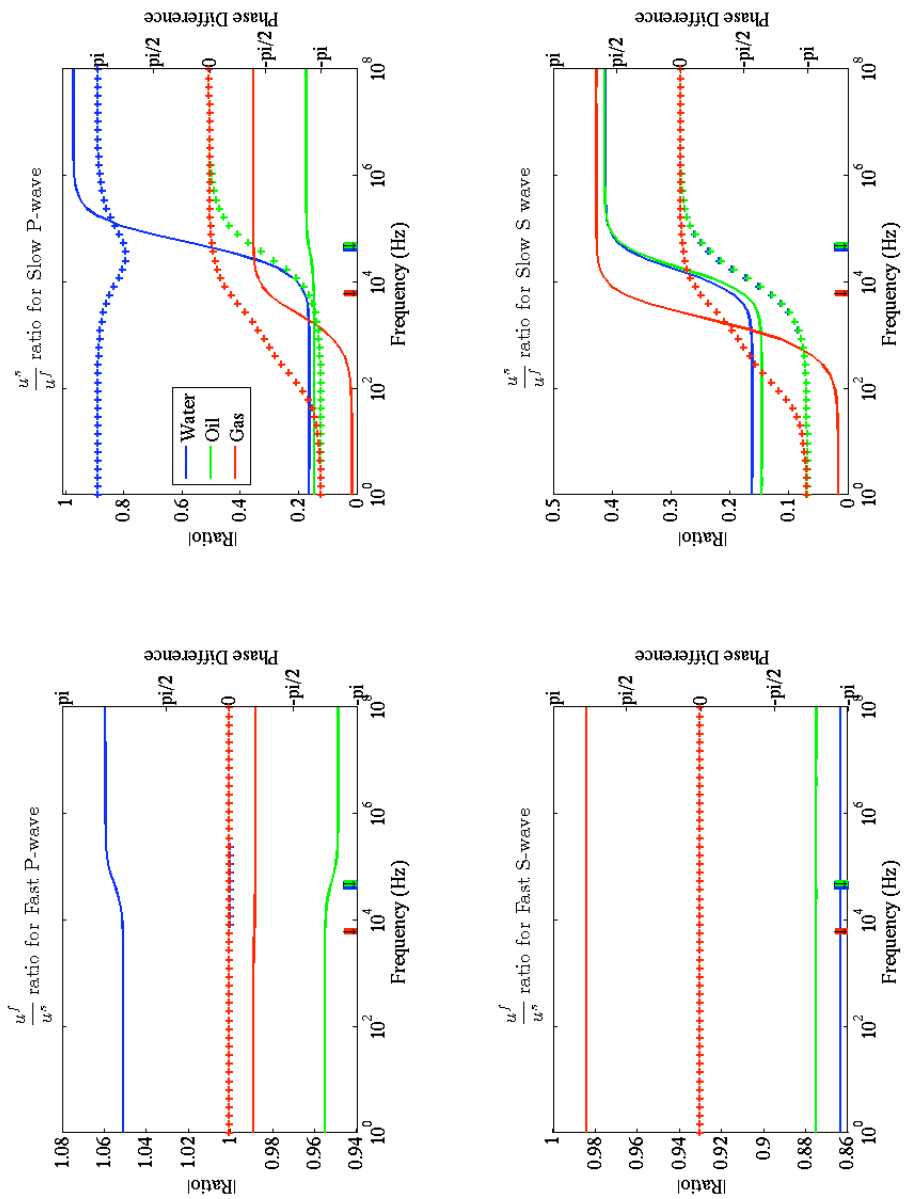 u^f
u^s
ratio for Fast P-wave
|Ratio|
1.08
1.06
1.04
1.02
1
0.98
0.96
0.94
pi
pi/2
0
-pi/2
-pi
Phase Difference
10^0
10^2
10^4
10^6
10^8
Frequency (Hz)
u^s
u^f
ratio for Slow P-wave
|Ratio|
1
0.8
0.6
0.4
0.2
0
Water
Oil
Gas
pi
pi/2
0
-pi/2
-pi
Phase Difference
10^0
10^2
10^4
10^6
10^8
Frequency (Hz)
u^f
u^s
ratio for Fast S-wave
|Ratio|
1
0.98
0.96
0.94
0.92
0.9
0.88
0.86
pi
pi/2
0
-pi/2
-pi
Phase Difference
10^0
10^2
10^4
10^6
10^8
Frequency (Hz)
u^s
u^f
ratio for Slow S wave
|Ratio|
0.5
0.4
0.3
0.2
0.1
0
pi
pi/2
0
-pi/2
-pi
Phase Difference
10^0
10^2
10^4
10^6
10^8
Frequency (Hz)